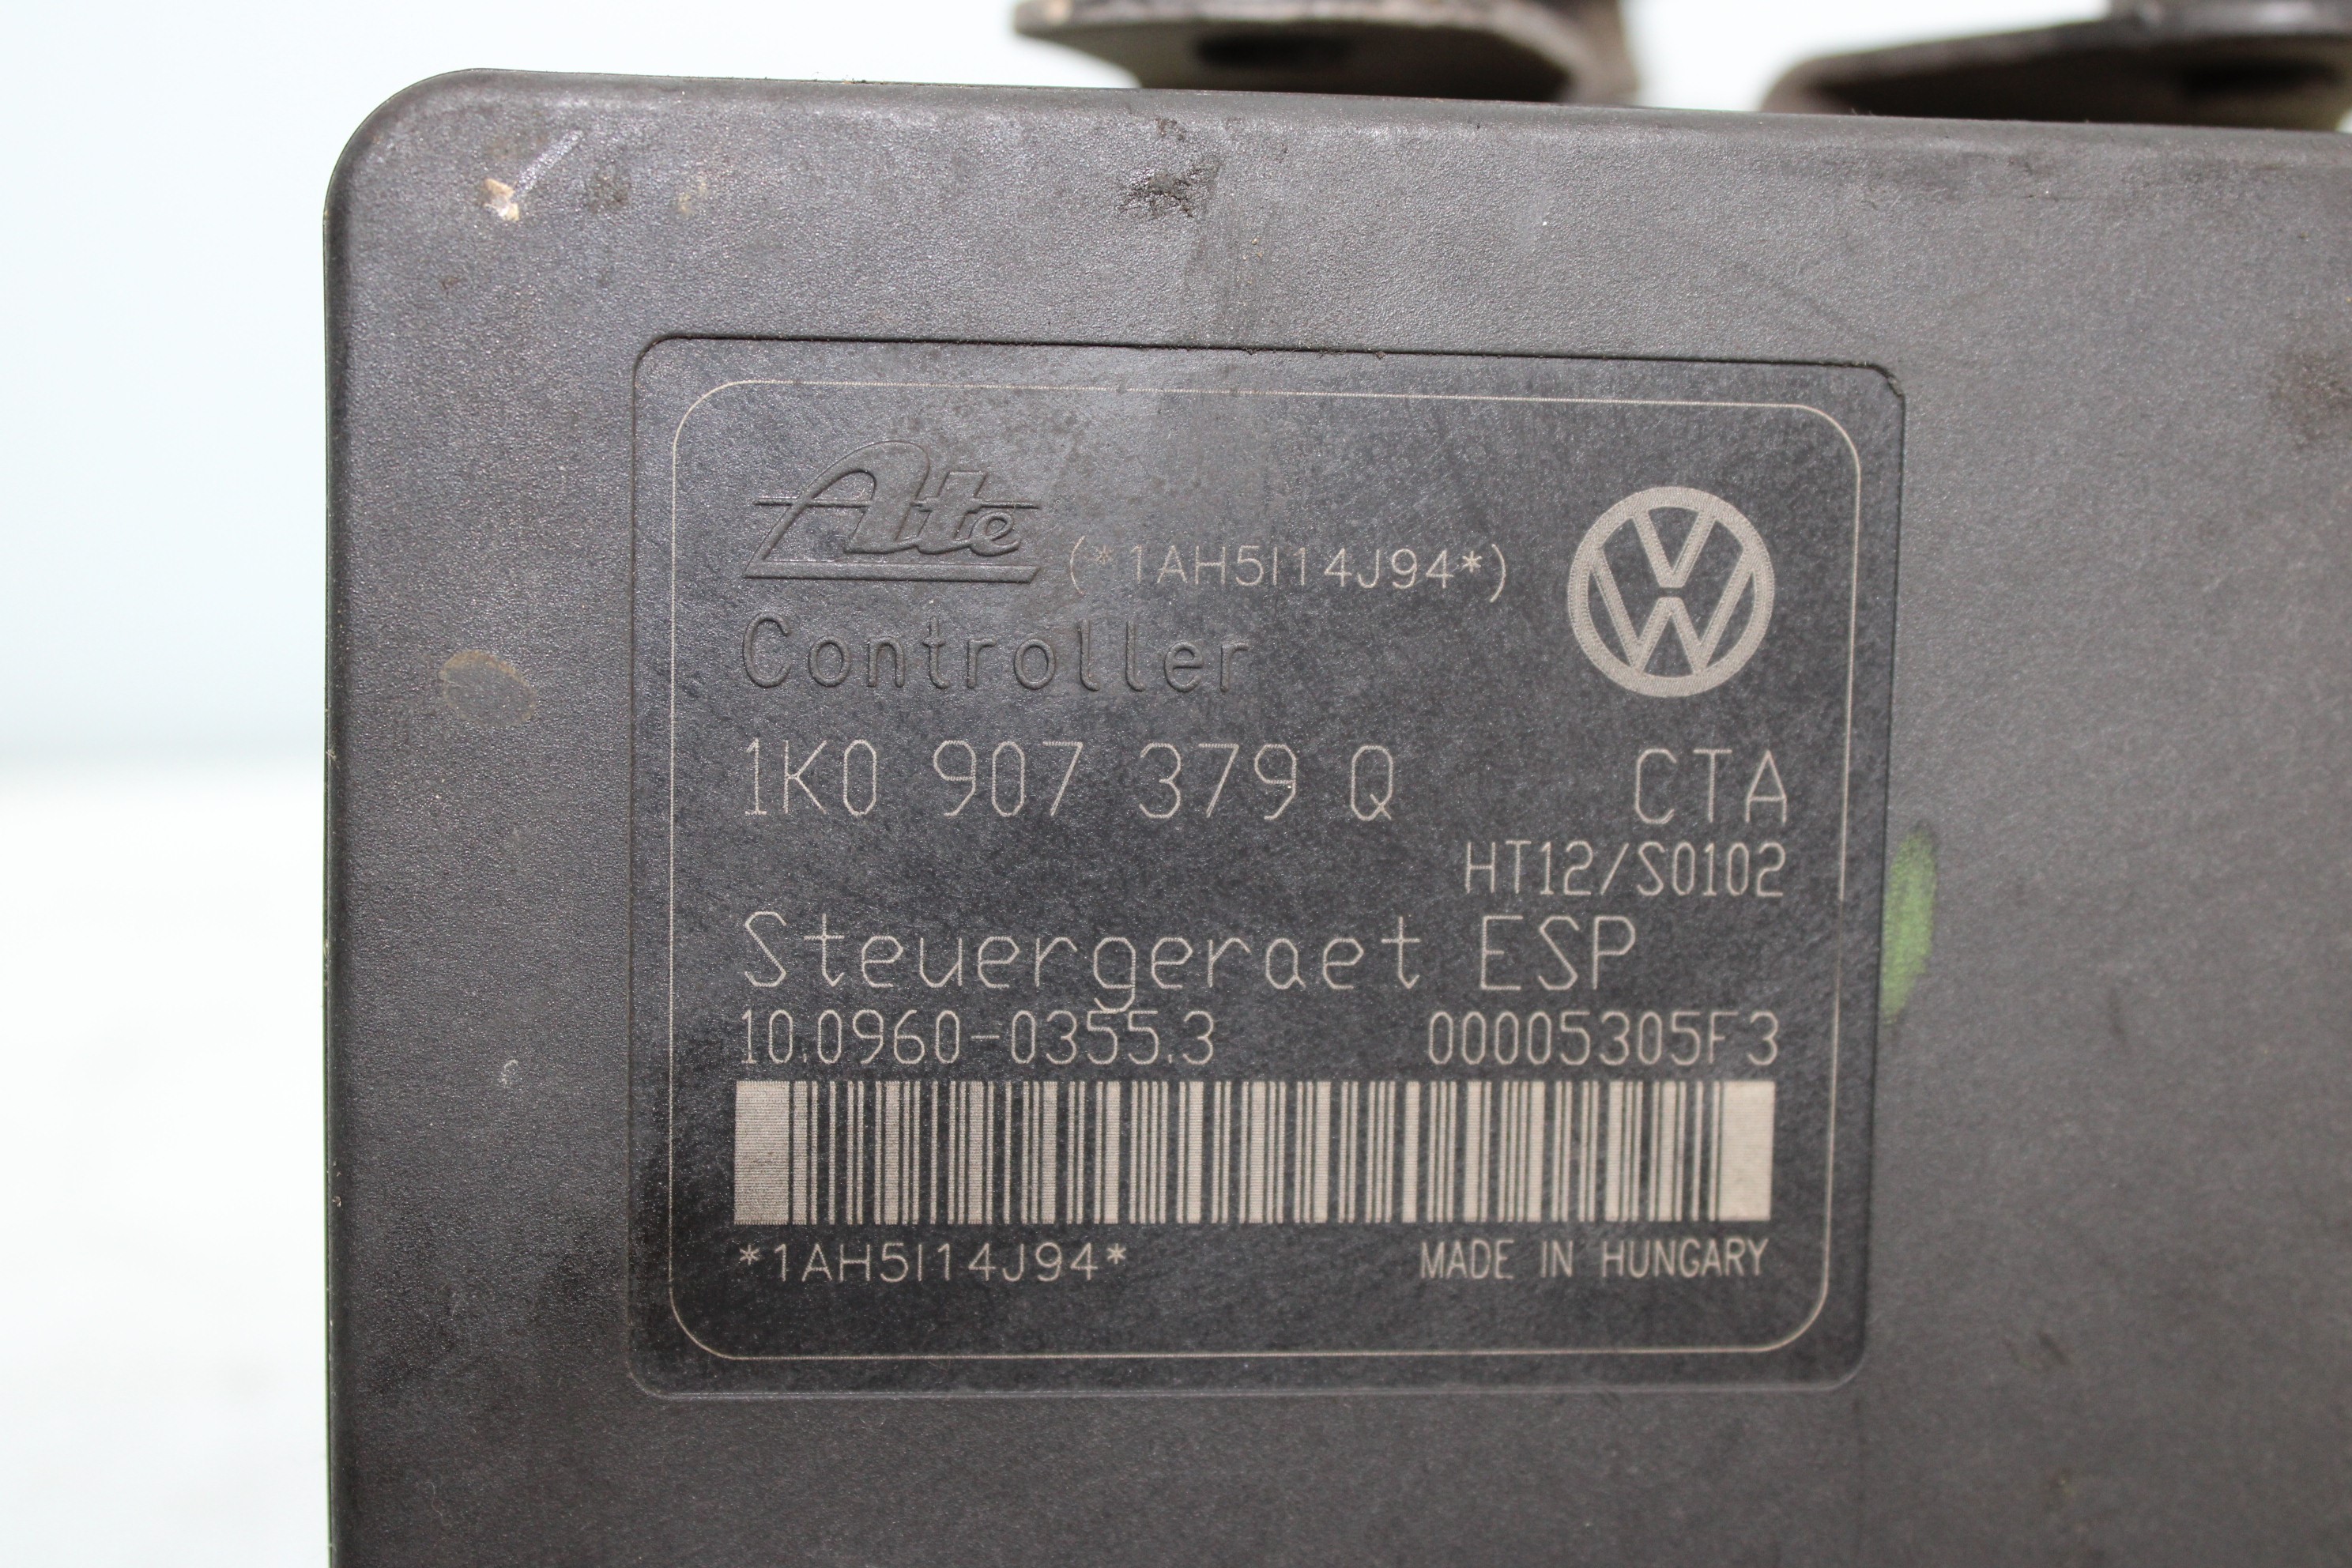 Ate (*1AH5I14J94*)
Controller
1K0 907 379 Q CTA
HT12/S0102
Steuergeraet ESP
10.0960-0355.3 00005305F3
*1AH5I14J94* MADE IN HUNGARY